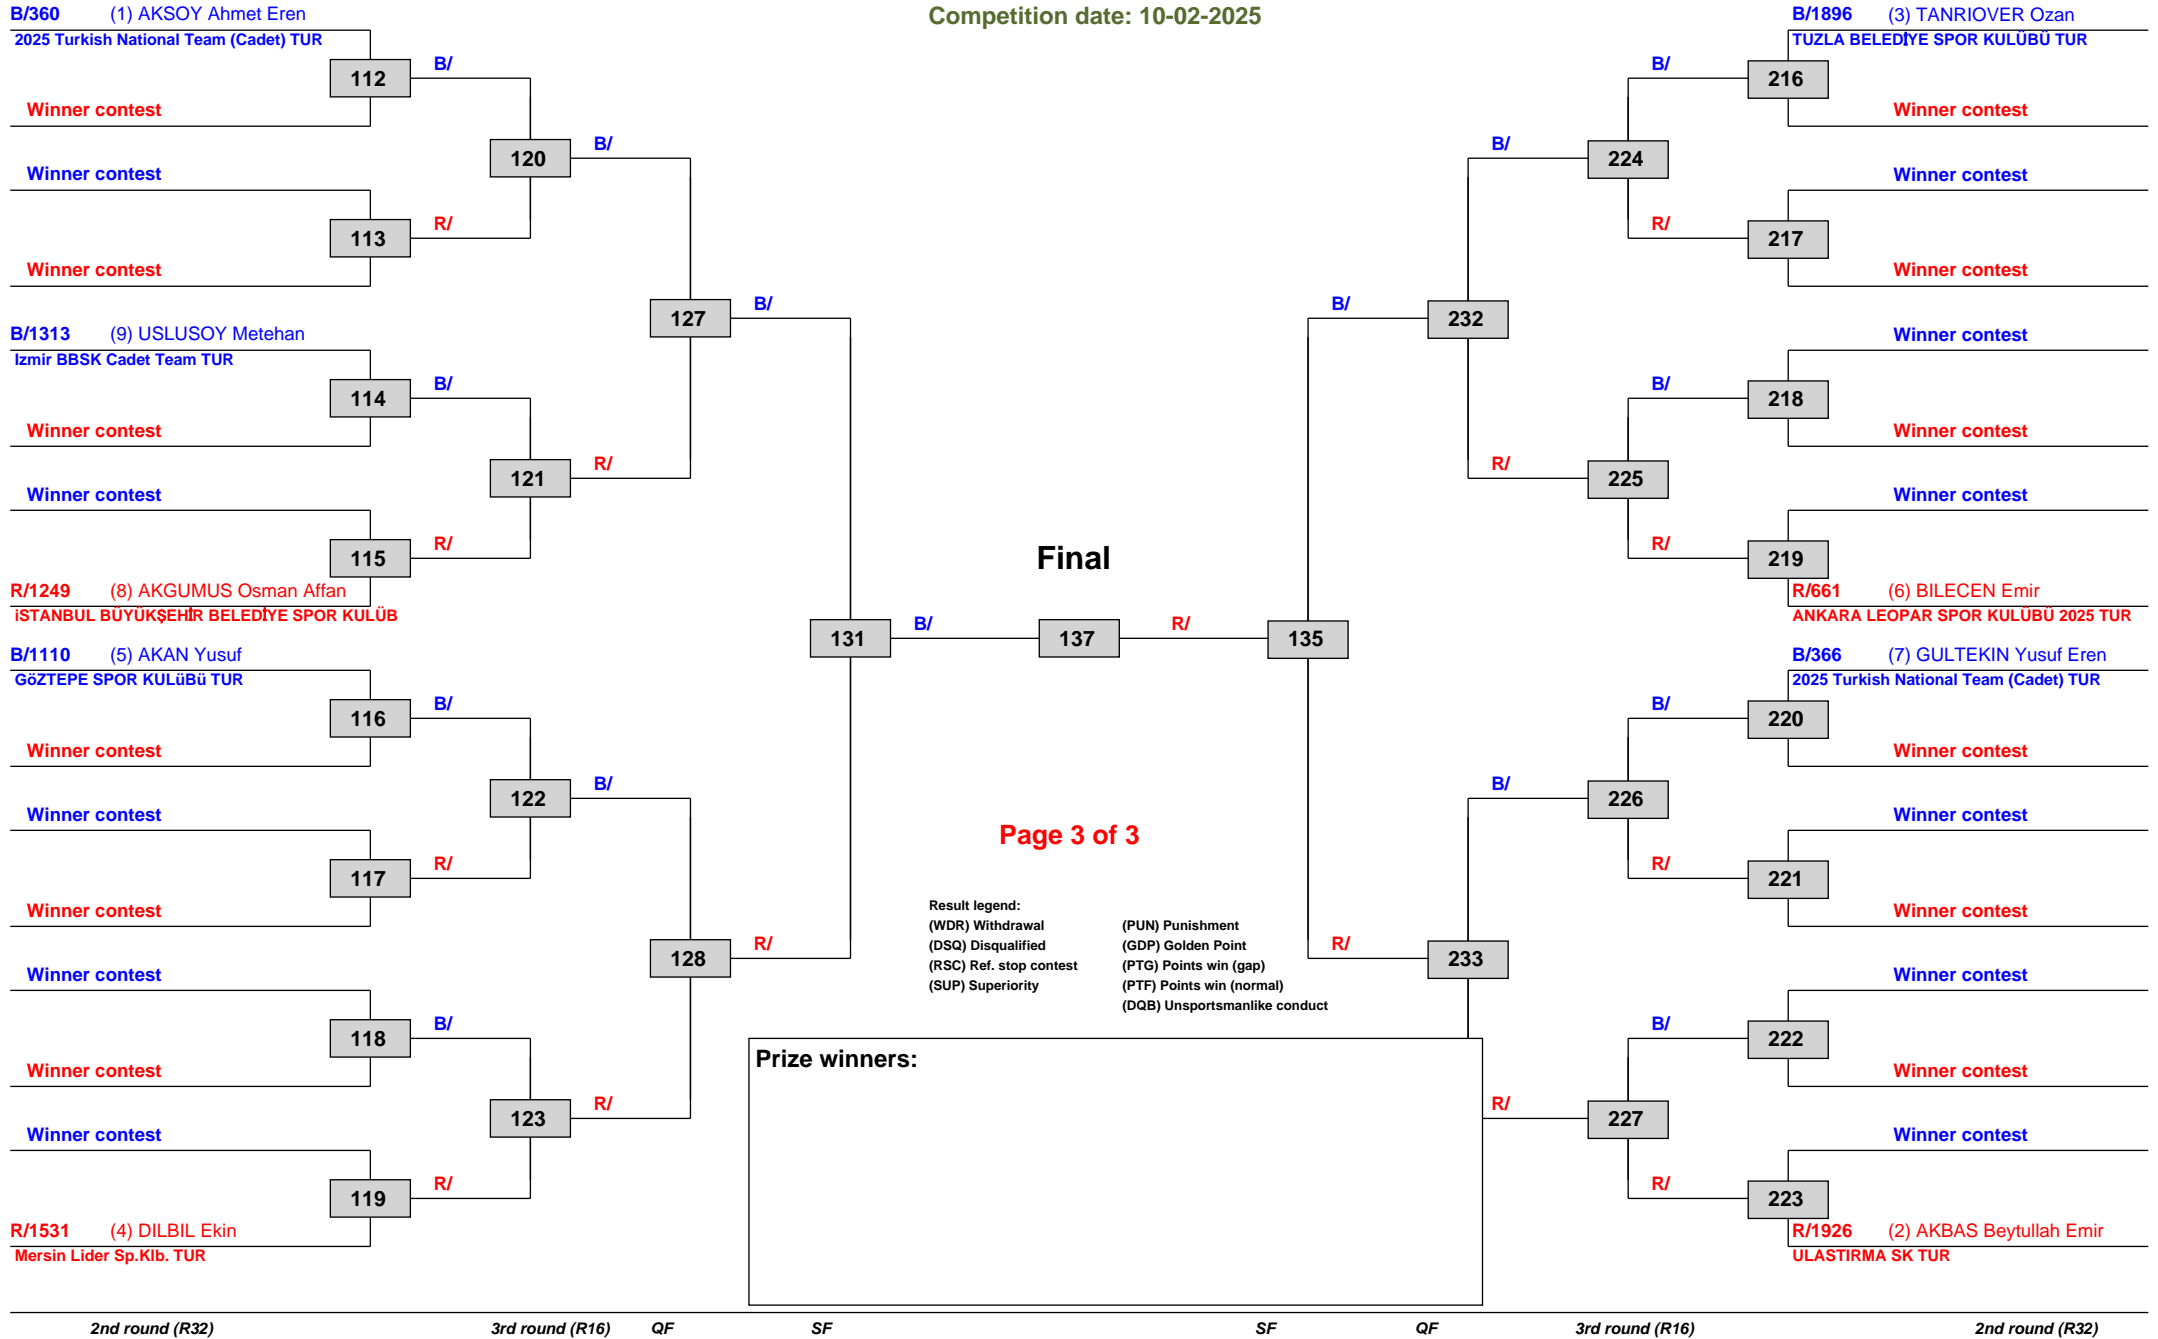 Competition date: 10-02-2025
B/360 (1) AKSOY Ahmet Eren
2025 Turkish National Team (Cadet) TUR
B/
112
Winner contest
120
B/
Winner contest
113
R/
Winner contest
127
B/
B/1313 (9) USLUSOY Metehan
Izmir BBSK Cadet Team TUR
B/
114
Winner contest
121
R/
Winner contest
115
R/
R/1249 (8) AKGUMUS Osman Affan
iSTANBUL BÜYÜKŞEHİR BELEDİYE SPOR KULÜB
131
B/
B/1110 (5) AKAN Yusuf
GöZTEPE SPOR KULüBü TUR
B/
116
Winner contest
122
B/
Winner contest
117
R/
Winner contest
128
R/
Winner contest
118
B/
Winner contest
123
R/
Winner contest
119
R/
R/1531 (4) DILBIL Ekin
Mersin Lider Sp.Klb. TUR
Final
137
R/
135
Page 3 of 3
Result legend:
(WDR) Withdrawal
(DSQ) Disqualified
(RSC) Ref. stop contest
(SUP) Superiority
(PUN) Punishment
(GDP) Golden Point
(PTG) Points win (gap)
(PTF) Points win (normal)
(DQB) Unsportsmanlike conduct
Prize winners:
B/1896 (3) TANRIOVER Ozan
TUZLA BELEDİYE SPOR KULÜBÜ TUR
B/
216
Winner contest
B/
224
Winner contest
R/
217
Winner contest
B/
232
Winner contest
B/
218
Winner contest
R/
225
Winner contest
R/
219
R/661 (6) BILECEN Emir
ANKARA LEOPAR SPOR KULÜBÜ 2025 TUR
B/366 (7) GULTEKIN Yusuf Eren
2025 Turkish National Team (Cadet) TUR
B/
220
Winner contest
B/
226
Winner contest
R/
221
Winner contest
R/
233
Winner contest
B/
222
Winner contest
R/
227
Winner contest
R/
223
R/1926 (2) AKBAS Beytullah Emir
ULASTIRMA SK TUR
2nd round (R32) 3rd round (R16) QF SF SF QF 3rd round (R16) 2nd round (R32)